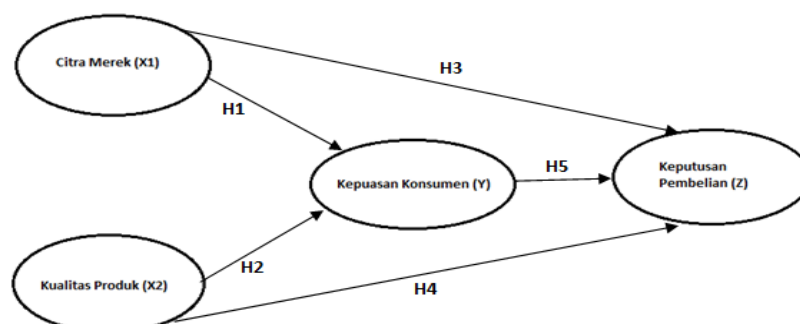 Citra Merek (X1)
H3
H1
Kepuasan Konsumen (Y)
H5
Keputusan
Pembelian (Z)
H2
Kualitas Produk (X2)
H4